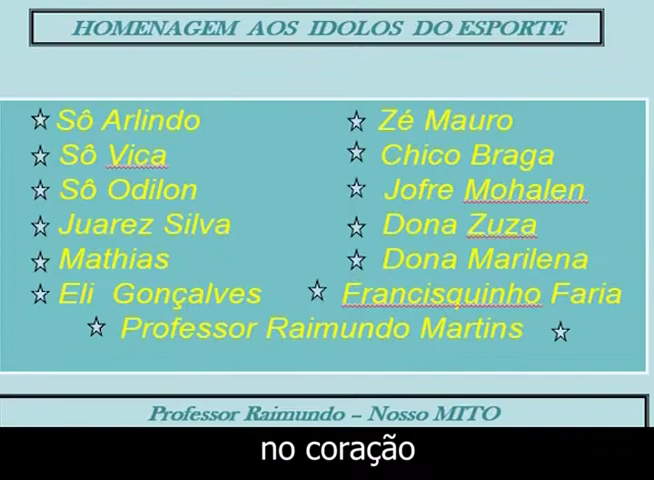 HOMENAGEM AOS IDOLOS DO ESPORTE
Sô Arlindo
Zé Mauro
Sô Vica
Chico Braga
Sô Odilon
Jofre Mohalen
Juarez Silva
Dona Zuza
Mathias
Dona Marilena
Eli Gonçalves
Francisquinho Faria
Professor Raimundo Martins
Professor Raimundo – Nosso MITO
no coração